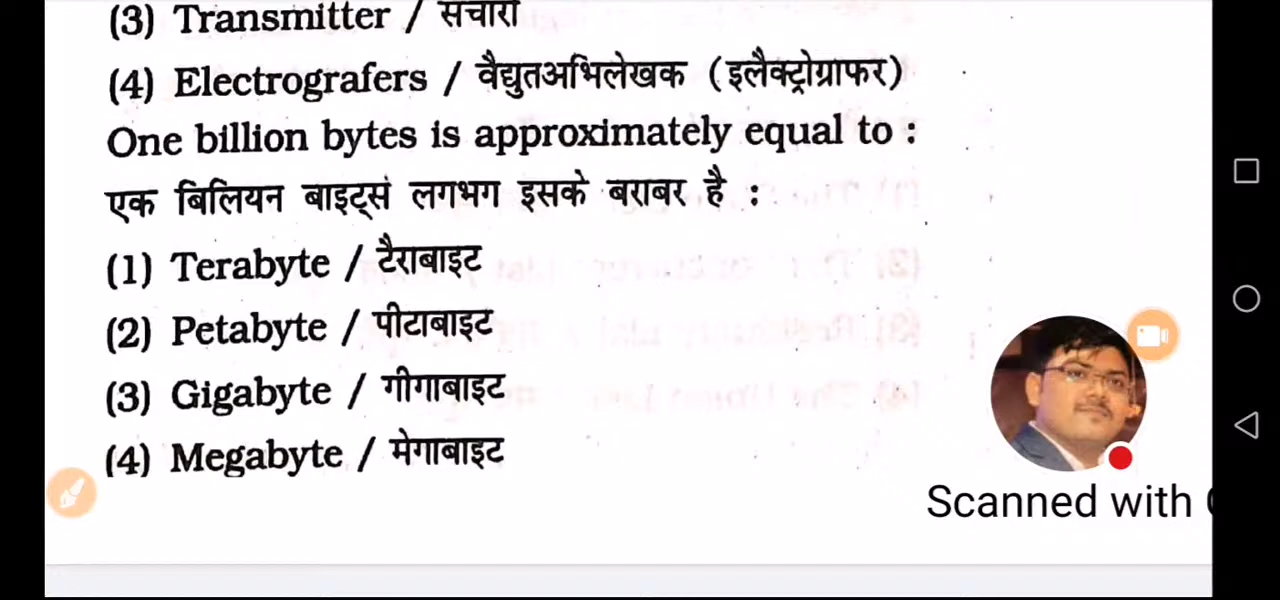 (3) Transmitter / संचारी
(4) Electrografers / वैद्युतअभिलेखक (इलैक्ट्रोग्राफर)
One billion bytes is approximately equal to :
एक बिलियन बाइट्स लगभग इसके बराबर है :
(1) Terabyte / टैराबाइट
(2) Petabyte / पीटाबाइट
(3) Gigabyte / गीगाबाइट
(4) Megabyte / मेगाबाइट
Scanned with